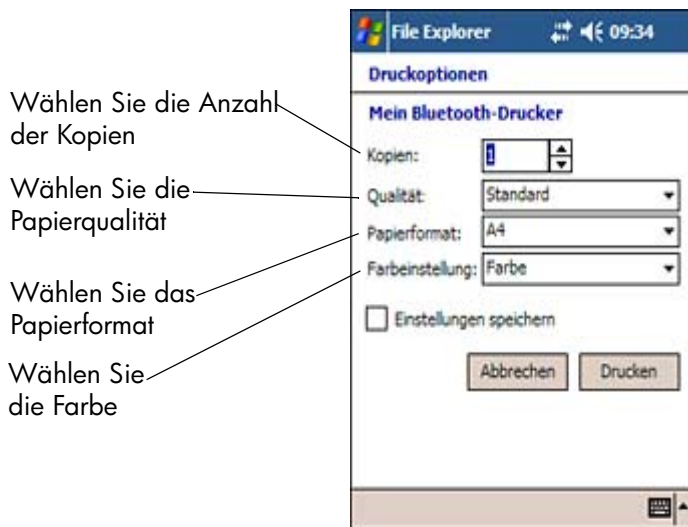 File Explorer 09:34
Druckoptionen
Mein Bluetooth-Drucker
Wählen Sie die Anzahl
der Kopien
Kopien: 1
Wählen Sie die
Papierqualität
Qualität: Standard
Papierformat: A4
Farbeinstellung: Farbe
Wählen Sie das
Papierformat
Einstellungen speichern
Wählen Sie
die Farbe
Abbrechen Drucken